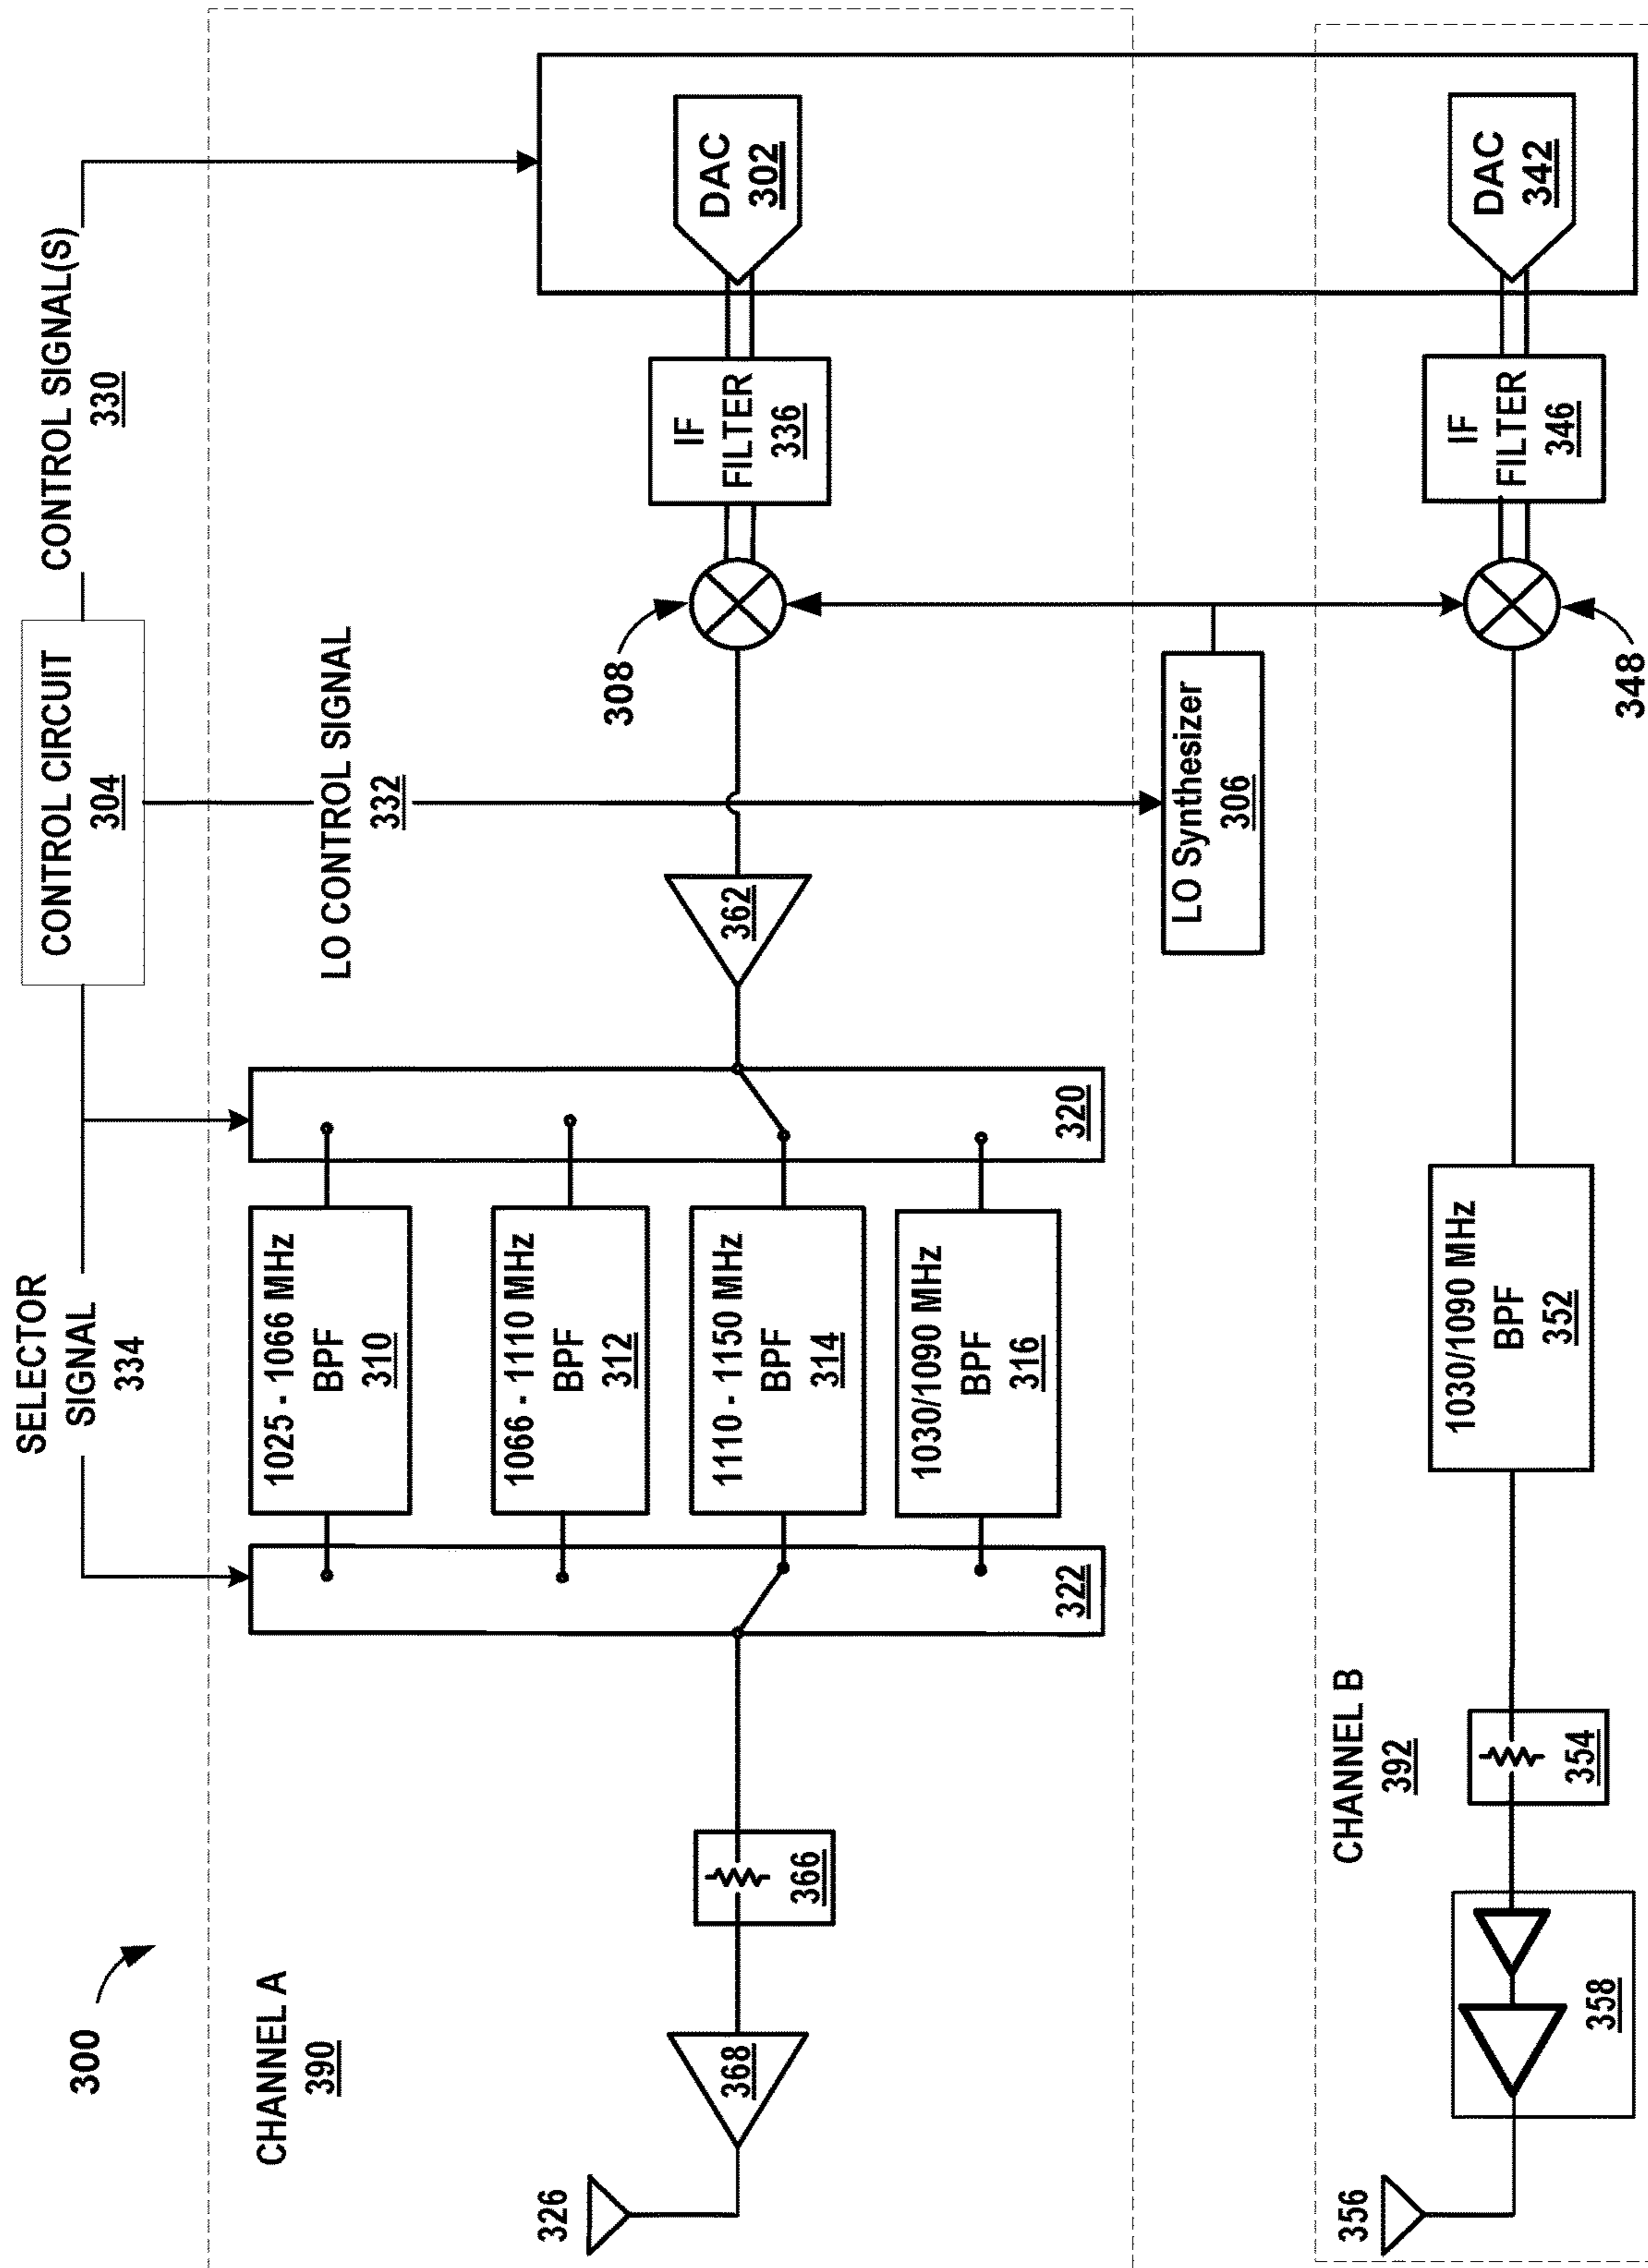 300
SELECTOR
SIGNAL
334
CONTROL CIRCUIT
304
CONTROL SIGNAL(S)
330
LO CONTROL SIGNAL
332
CHANNEL A
390
326
368
366
322
1025 - 1066 MHz
BPF
310
1066 - 1110 MHz
BPF
312
1110 - 1150 MHz
BPF
314
1030/1090 MHz
BPF
316
320
362
308
IF
FILTER
336
DAC
302
LO Synthesizer
306
CHANNEL B
392
356
358
354
1030/1090 MHz
BPF
352
348
IF
FILTER
346
DAC
342